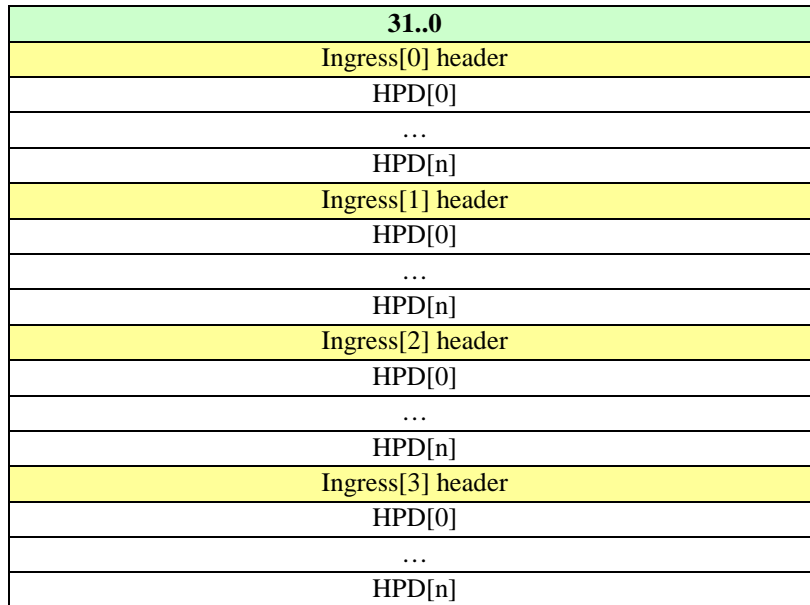 31..0
Ingress[0] header
HPD[0]
…
HPD[n]
Ingress[1] header
HPD[0]
…
HPD[n]
Ingress[2] header
HPD[0]
…
HPD[n]
Ingress[3] header
HPD[0]
…
HPD[n]